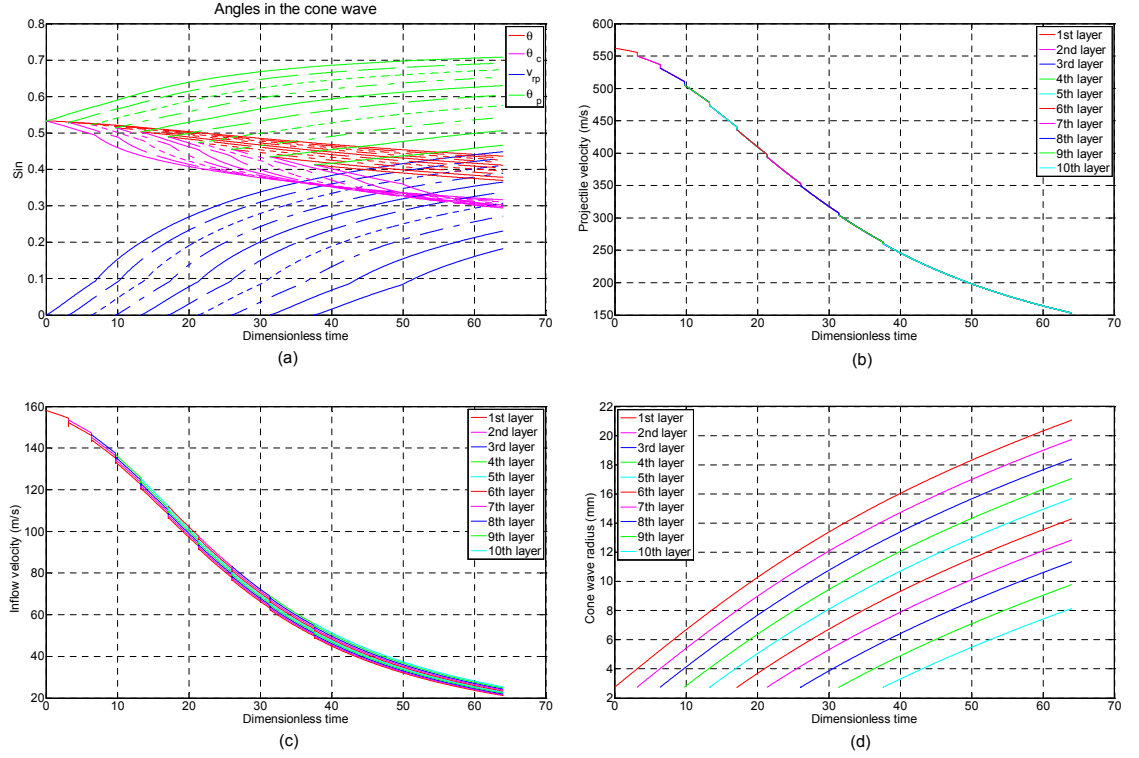 Angles in the cone wave
0.8
0.7
0.6
0.5
0.4
0.3
0.2
0.1
0
Sin
θ
θc
vrp
θp
0 10 20 30 40 50 60 70
Dimensionless time
(a)
600
550
500
450
400
350
300
250
200
150
Projectile velocity (m/s)
1st layer
2nd layer
3rd layer
4th layer
5th layer
6th layer
7th layer
8th layer
9th layer
10th layer
0 10 20 30 40 50 60 70
Dimensionless time
(b)
160
140
120
100
80
60
40
20
Inflow velocity (m/s)
1st layer
2nd layer
3rd layer
4th layer
5th layer
6th layer
7th layer
8th layer
9th layer
10th layer
0 10 20 30 40 50 60 70
Dimensionless time
(c)
22
20
18
16
14
12
10
8
6
4
2
Cone wave radius (mm)
1st layer
2nd layer
3rd layer
4th layer
5th layer
6th layer
7th layer
8th layer
9th layer
10th layer
0 10 20 30 40 50 60 70
Dimensionless time
(d)